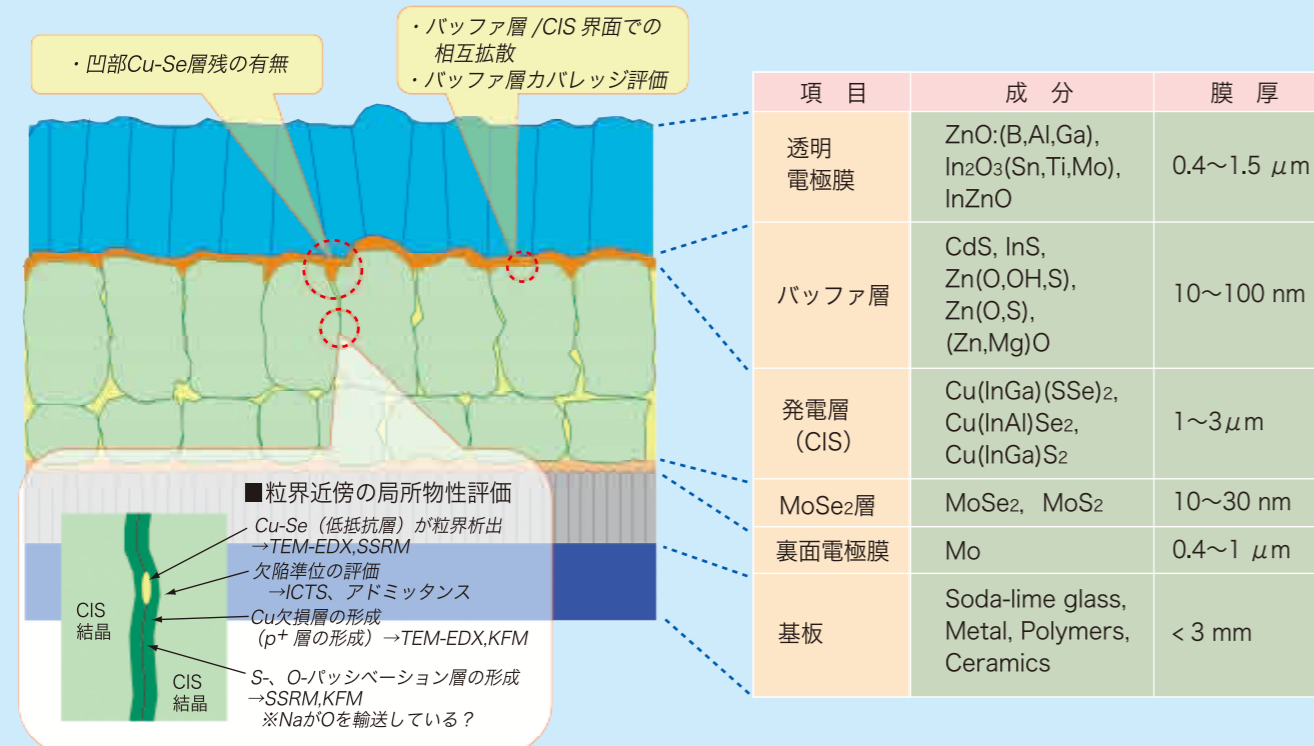 ・凹部Cu-Se層残の有無
・バッファ層 /CIS 界面での
相互拡散
・バッファ層カバレッジ評価
項 目 成 分 膜 厚
透明
電極膜
ZnO:(B,Al,Ga),
In2O3(Sn,Ti,Mo),
InZnO
0.4〜1.5 μm
バッファ層
CdS, InS,
Zn(O,OH,S),
Zn(O,S),
(Zn,Mg)O
10〜100 nm
発電層
（CIS）
Cu(InGa)(SSe)2,
Cu(InAl)Se2,
Cu(InGa)S2
1〜3μm
MoSe2層 MoSe2, MoS2 10〜30 nm
裏面電極膜 Mo 0.4〜1 μm
基板
Soda-lime glass,
Metal, Polymers,
Ceramics
< 3 mm
■粒界近傍の局所物性評価
Cu-Se（低抵抗層）が粒界析出
→TEM-EDX,SSRM
欠陥準位の評価
→ICTS、アドミッタンス
Cu欠損層の形成
（p+ 層の形成）→TEM-EDX,KFM
S-、O-パッシベーション層の形成
→SSRM,KFM
※NaがOを輸送している？
CIS
結晶
CIS
結晶